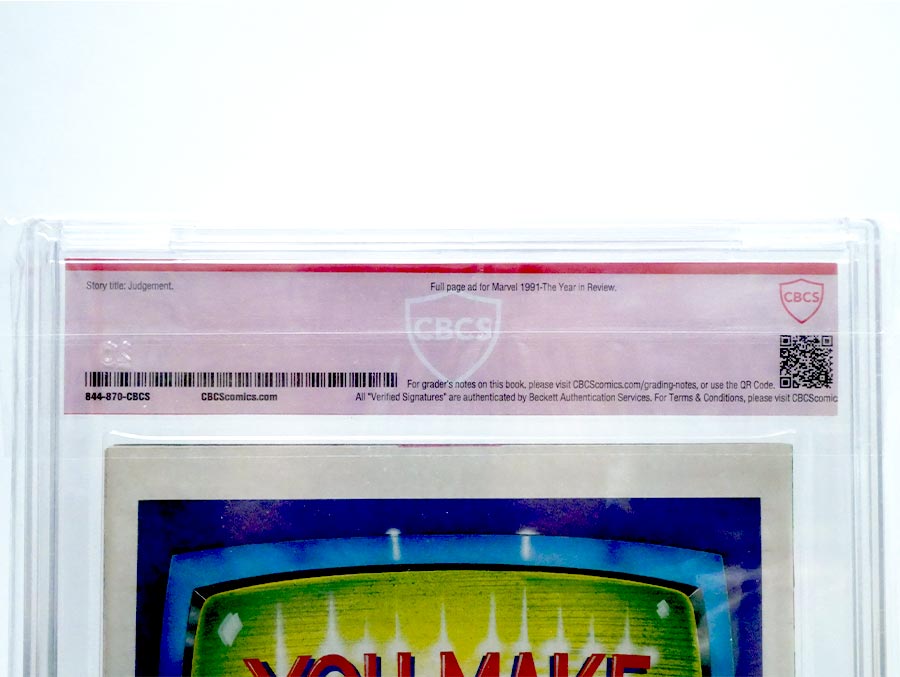 Story title: Judgement.
Full page ad for Marvel 1991-The Year in Review.
CBCS
CBCS
For grader's notes on this book, please visit CBCScomics.com/grading-notes, or use the QR Code.
844-870-CBCS
CBCScomics.com
All "Verified Signatures" are authenticated by Beckett Authentication Services. For Terms & Conditions, please visit CBCScomic
YOU MAKE